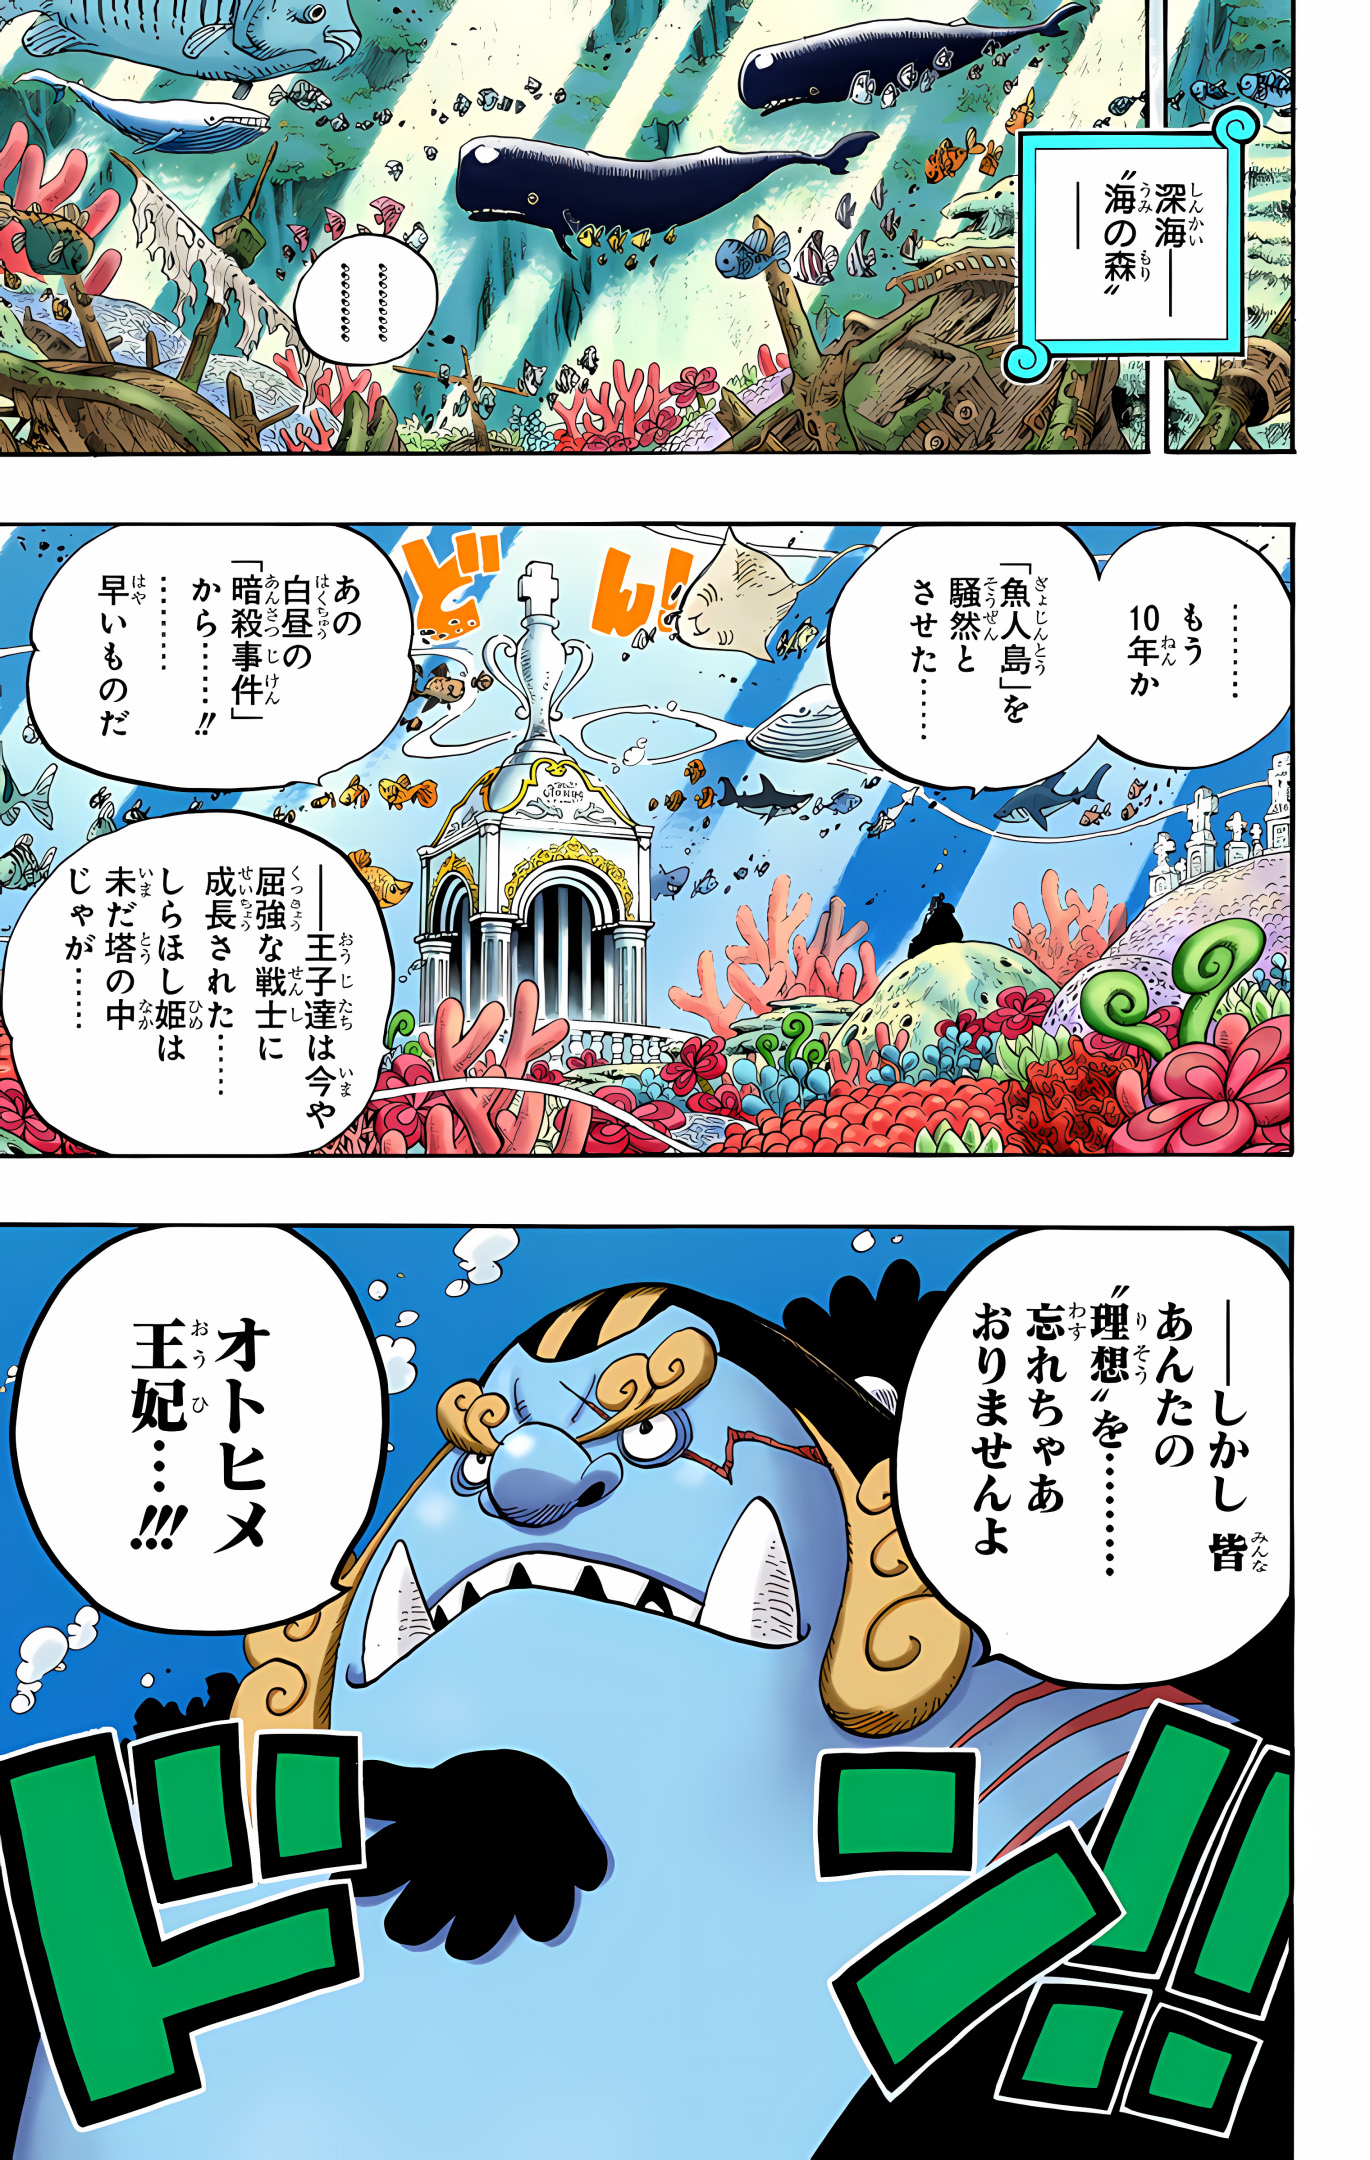 深海――
〝海の森〟
――
………………
………
もう
10年か
「魚人島」を
騒然と
させた……
どん!
あの
白昼の
「暗殺事件」
から……!!
………
早いものだ
――王子達は今や
屈強な戦士に
成長された……
しらほし姫は
未だ塔の中
じゃが……
――しかし 皆
あんたの
〝理想〟を………
忘れちゃあ
おりませんよ
オトヒメ
王妃…!!!
ドン!!